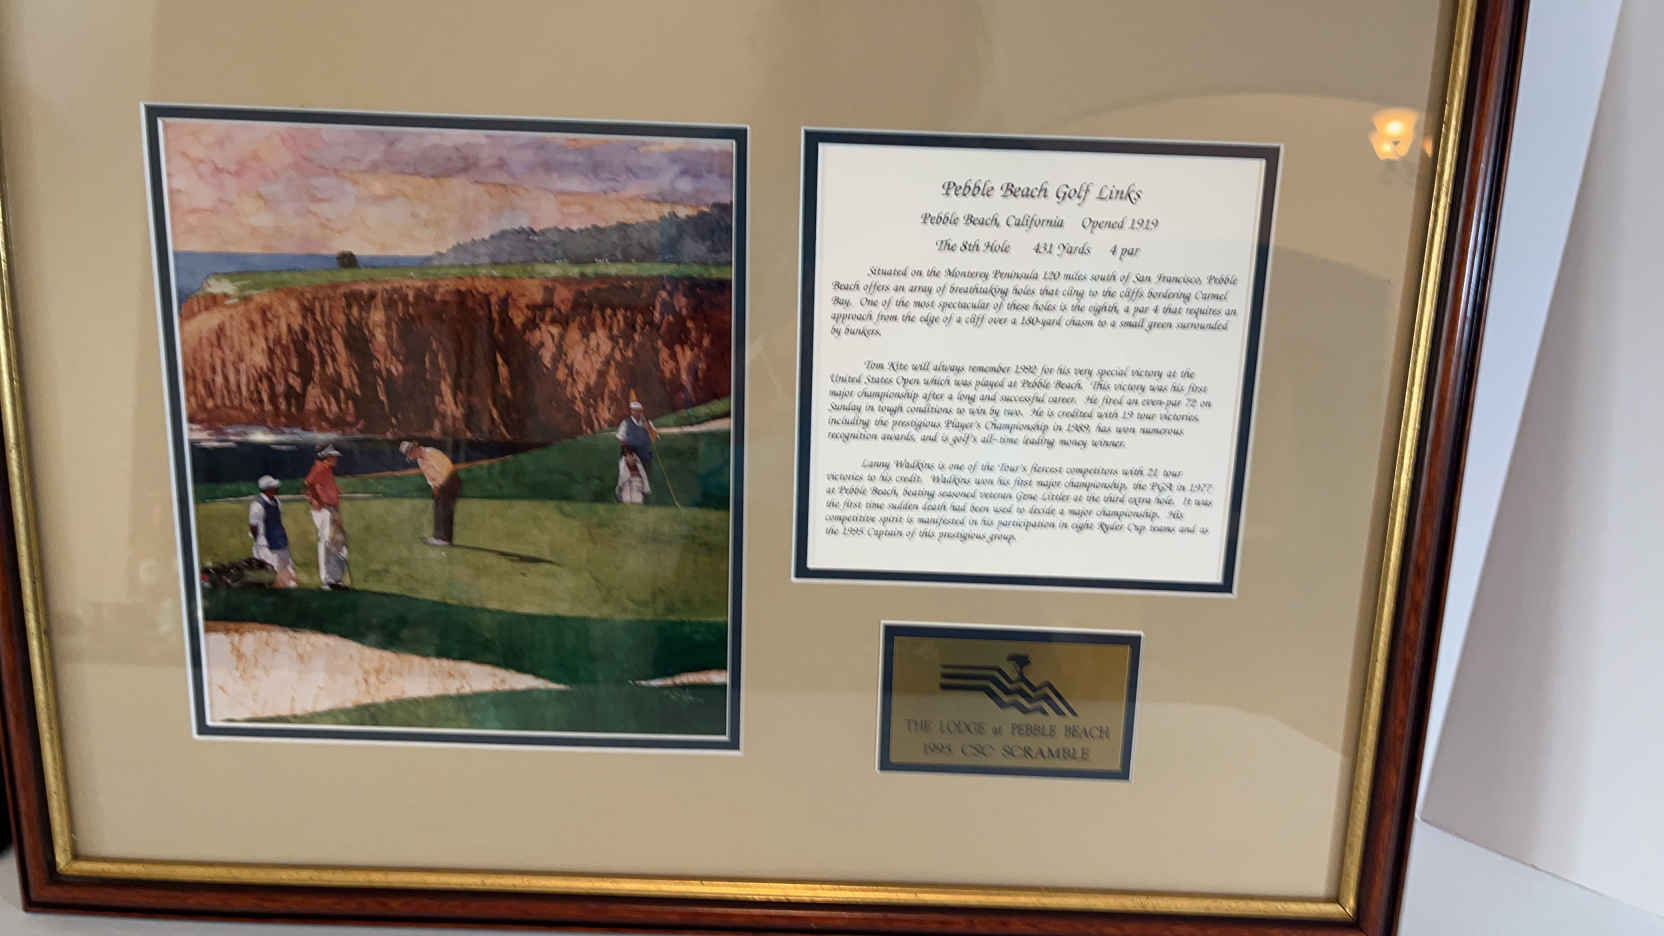 Pebble Beach Golf Links
Pebble Beach, California Opened 1919
The 8th Hole 431 Yards 4 par
Situated on the Monterey Peninsula 120 miles south of San Francisco, Pebble
Beach offers an array of breathtaking holes that cling to the cliffs bordering Carmel
Bay. One of the most spectacular of these holes is the eighth, a par 4 that requires an
approach from the edge of a cliff over a 180-yard chasm to a small green surrounded
by bunkers.
Tom Kite will always remember 1992 for his very special victory at the
United States Open which was played at Pebble Beach. This victory was his first
major championship after a long and successful career. He fired an even-par 72 on
Sunday in tough conditions to win by two. He is credited with 19 tour victories,
including the prestigious Player's Championship in 1989, has won numerous
recognition awards, and is golf's all-time leading money winner.
Lanny Wadkins is one of the Tour's fiercest competitors with 21 tour
victories to his credit. Wadkins won his first major championship, the PGA in 1977
at Pebble Beach, beating seasoned veteran Gene Littler at the third extra hole. It was
the first time sudden death had been used to decide a major championship. His
competitive spirit is manifested in his participation in eight Ryder Cup teams and as
the 1995 Captain of this prestigious group.
THE LODGE at PEBBLE BEACH
1995 CSC SCRAMBLE